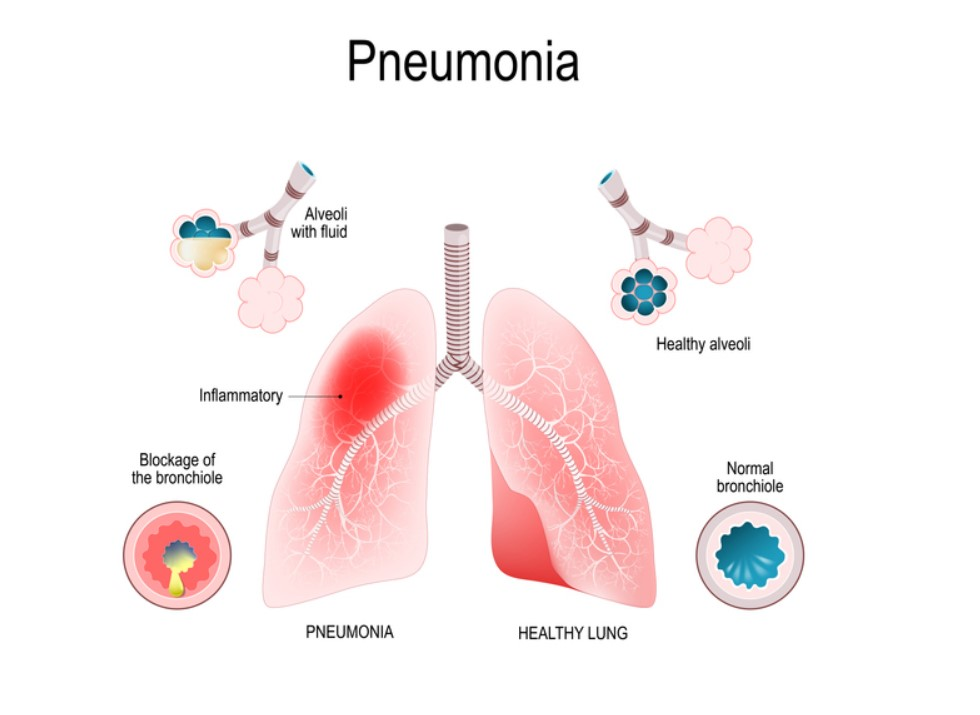 Pneumonia
Alveoli
with fluid
Healthy alveoli
Inflammatory
Blockage of
the bronchiole
Normal
bronchiole
PNEUMONIA
HEALTHY LUNG